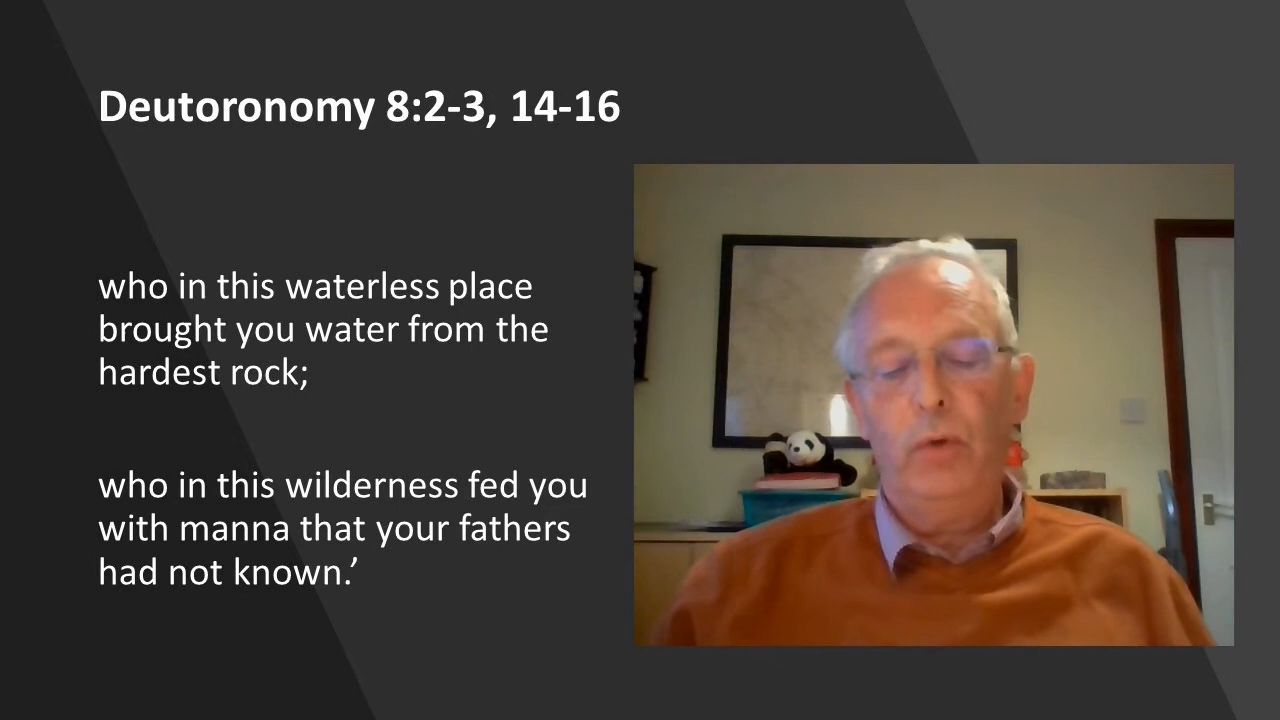 Deutoronomy 8:2-3, 14-16
who in this waterless place
brought you water from the
hardest rock;
who in this wilderness fed you
with manna that your fathers
had not known.’